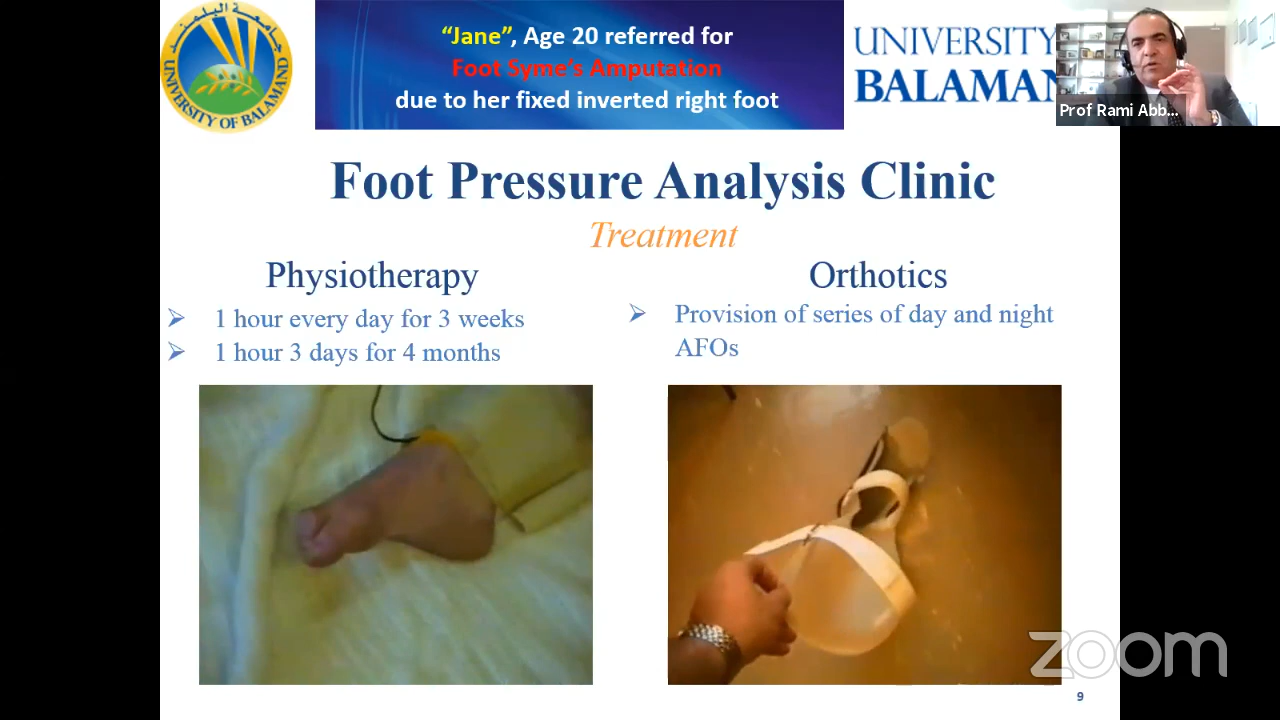 جامعة البلمند
UNIVERSITY OF BALAMAND
“Jane”, Age 20 referred for
Foot Syme’s Amputation
due to her fixed inverted right foot
UNIVERSITY
BALAMAN
Prof Rami Abb...
Foot Pressure Analysis Clinic
Treatment
Physiotherapy
Orthotics
➢ 1 hour every day for 3 weeks
➢ 1 hour 3 days for 4 months
➢ Provision of series of day and night
AFOs
zoom
9